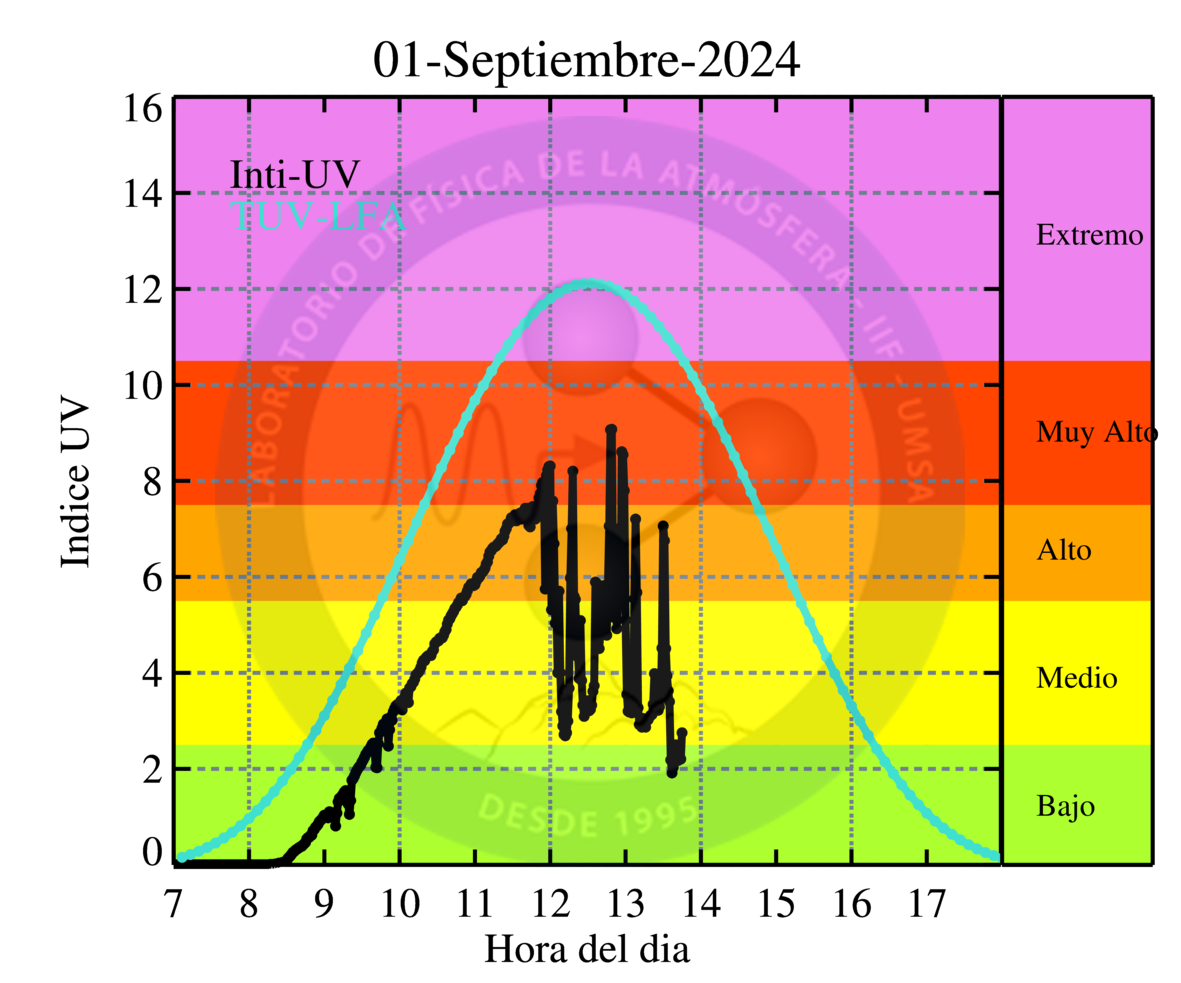 01-Septiembre-2024
Indice UV
16
14
12
10
8
6
4
2
0
Inti-UV
TUV-LFA
LABORATORIO DE FÍSICA DE LA ATMÓSFERA - IIF - UMSA
DESDE 1995
Extremo
Muy Alto
Alto
Medio
Bajo
7 8 9 10 11 12 13 14 15 16 17
Hora del dia